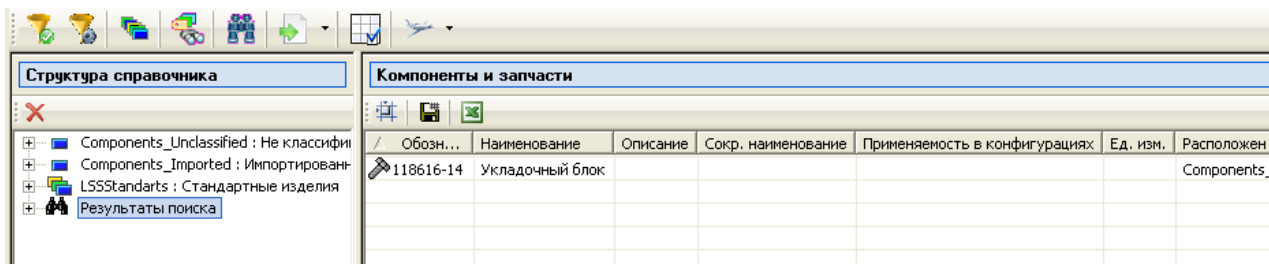 Структура справочника
Компоненты и запчасти
Components_Unclassified : Не классифи
Components_Imported : Импортированн
LSSStandarts : Стандартные изделия
Результаты поиска
Обозн... Наименование Описание Сокр. наименование Применяемость в конфигурациях Ед. изм. Расположен
118616-14 Укладочный блок Components_